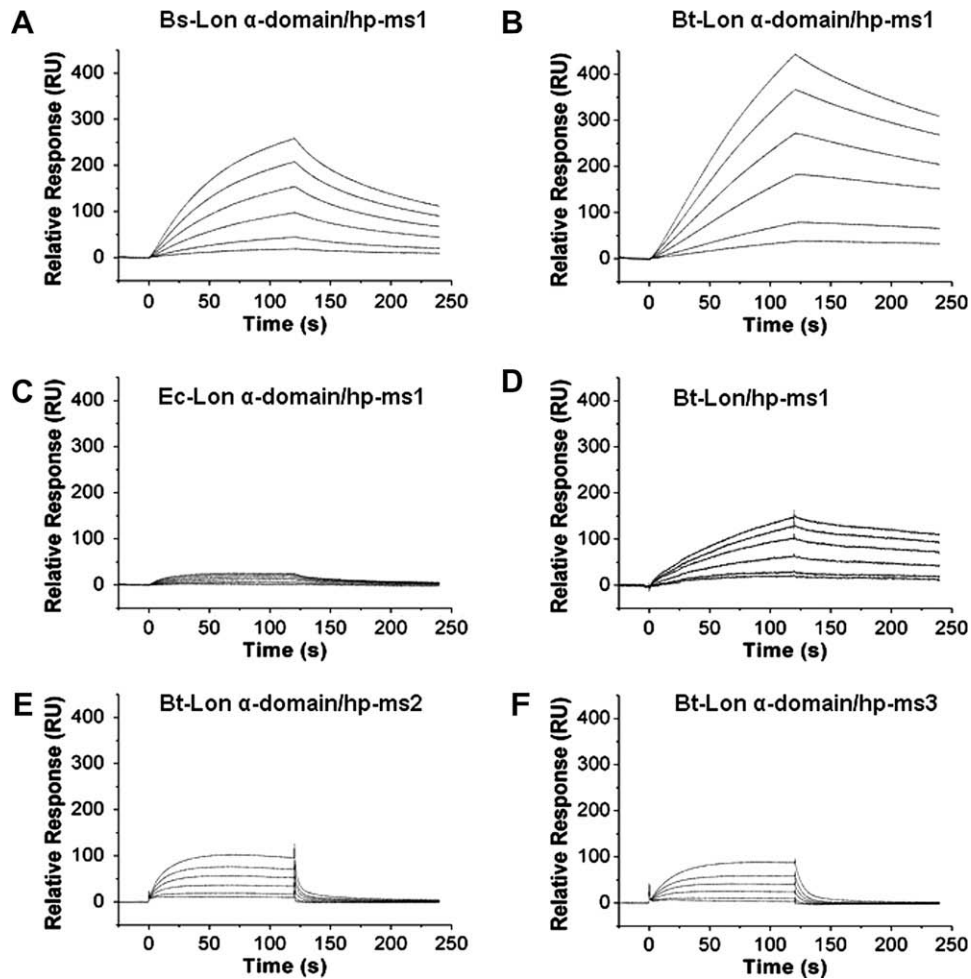 A
Bs-Lon α-domain/hp-ms1
Relative Response (RU)
400
300
200
100
0
0 50 100 150 200 250
Time (s)
B
Bt-Lon α-domain/hp-ms1
Relative Response (RU)
400
300
200
100
0
0 50 100 150 200 250
Time (s)
C
Ec-Lon α-domain/hp-ms1
Relative Response (RU)
400
300
200
100
0
0 50 100 150 200 250
Time (s)
D
Bt-Lon/hp-ms1
Relative Response (RU)
400
300
200
100
0
0 50 100 150 200 250
Time (s)
E
Bt-Lon α-domain/hp-ms2
Relative Response (RU)
400
300
200
100
0
0 50 100 150 200 250
Time (s)
F
Bt-Lon α-domain/hp-ms3
Relative Response (RU)
400
300
200
100
0
0 50 100 150 200 250
Time (s)